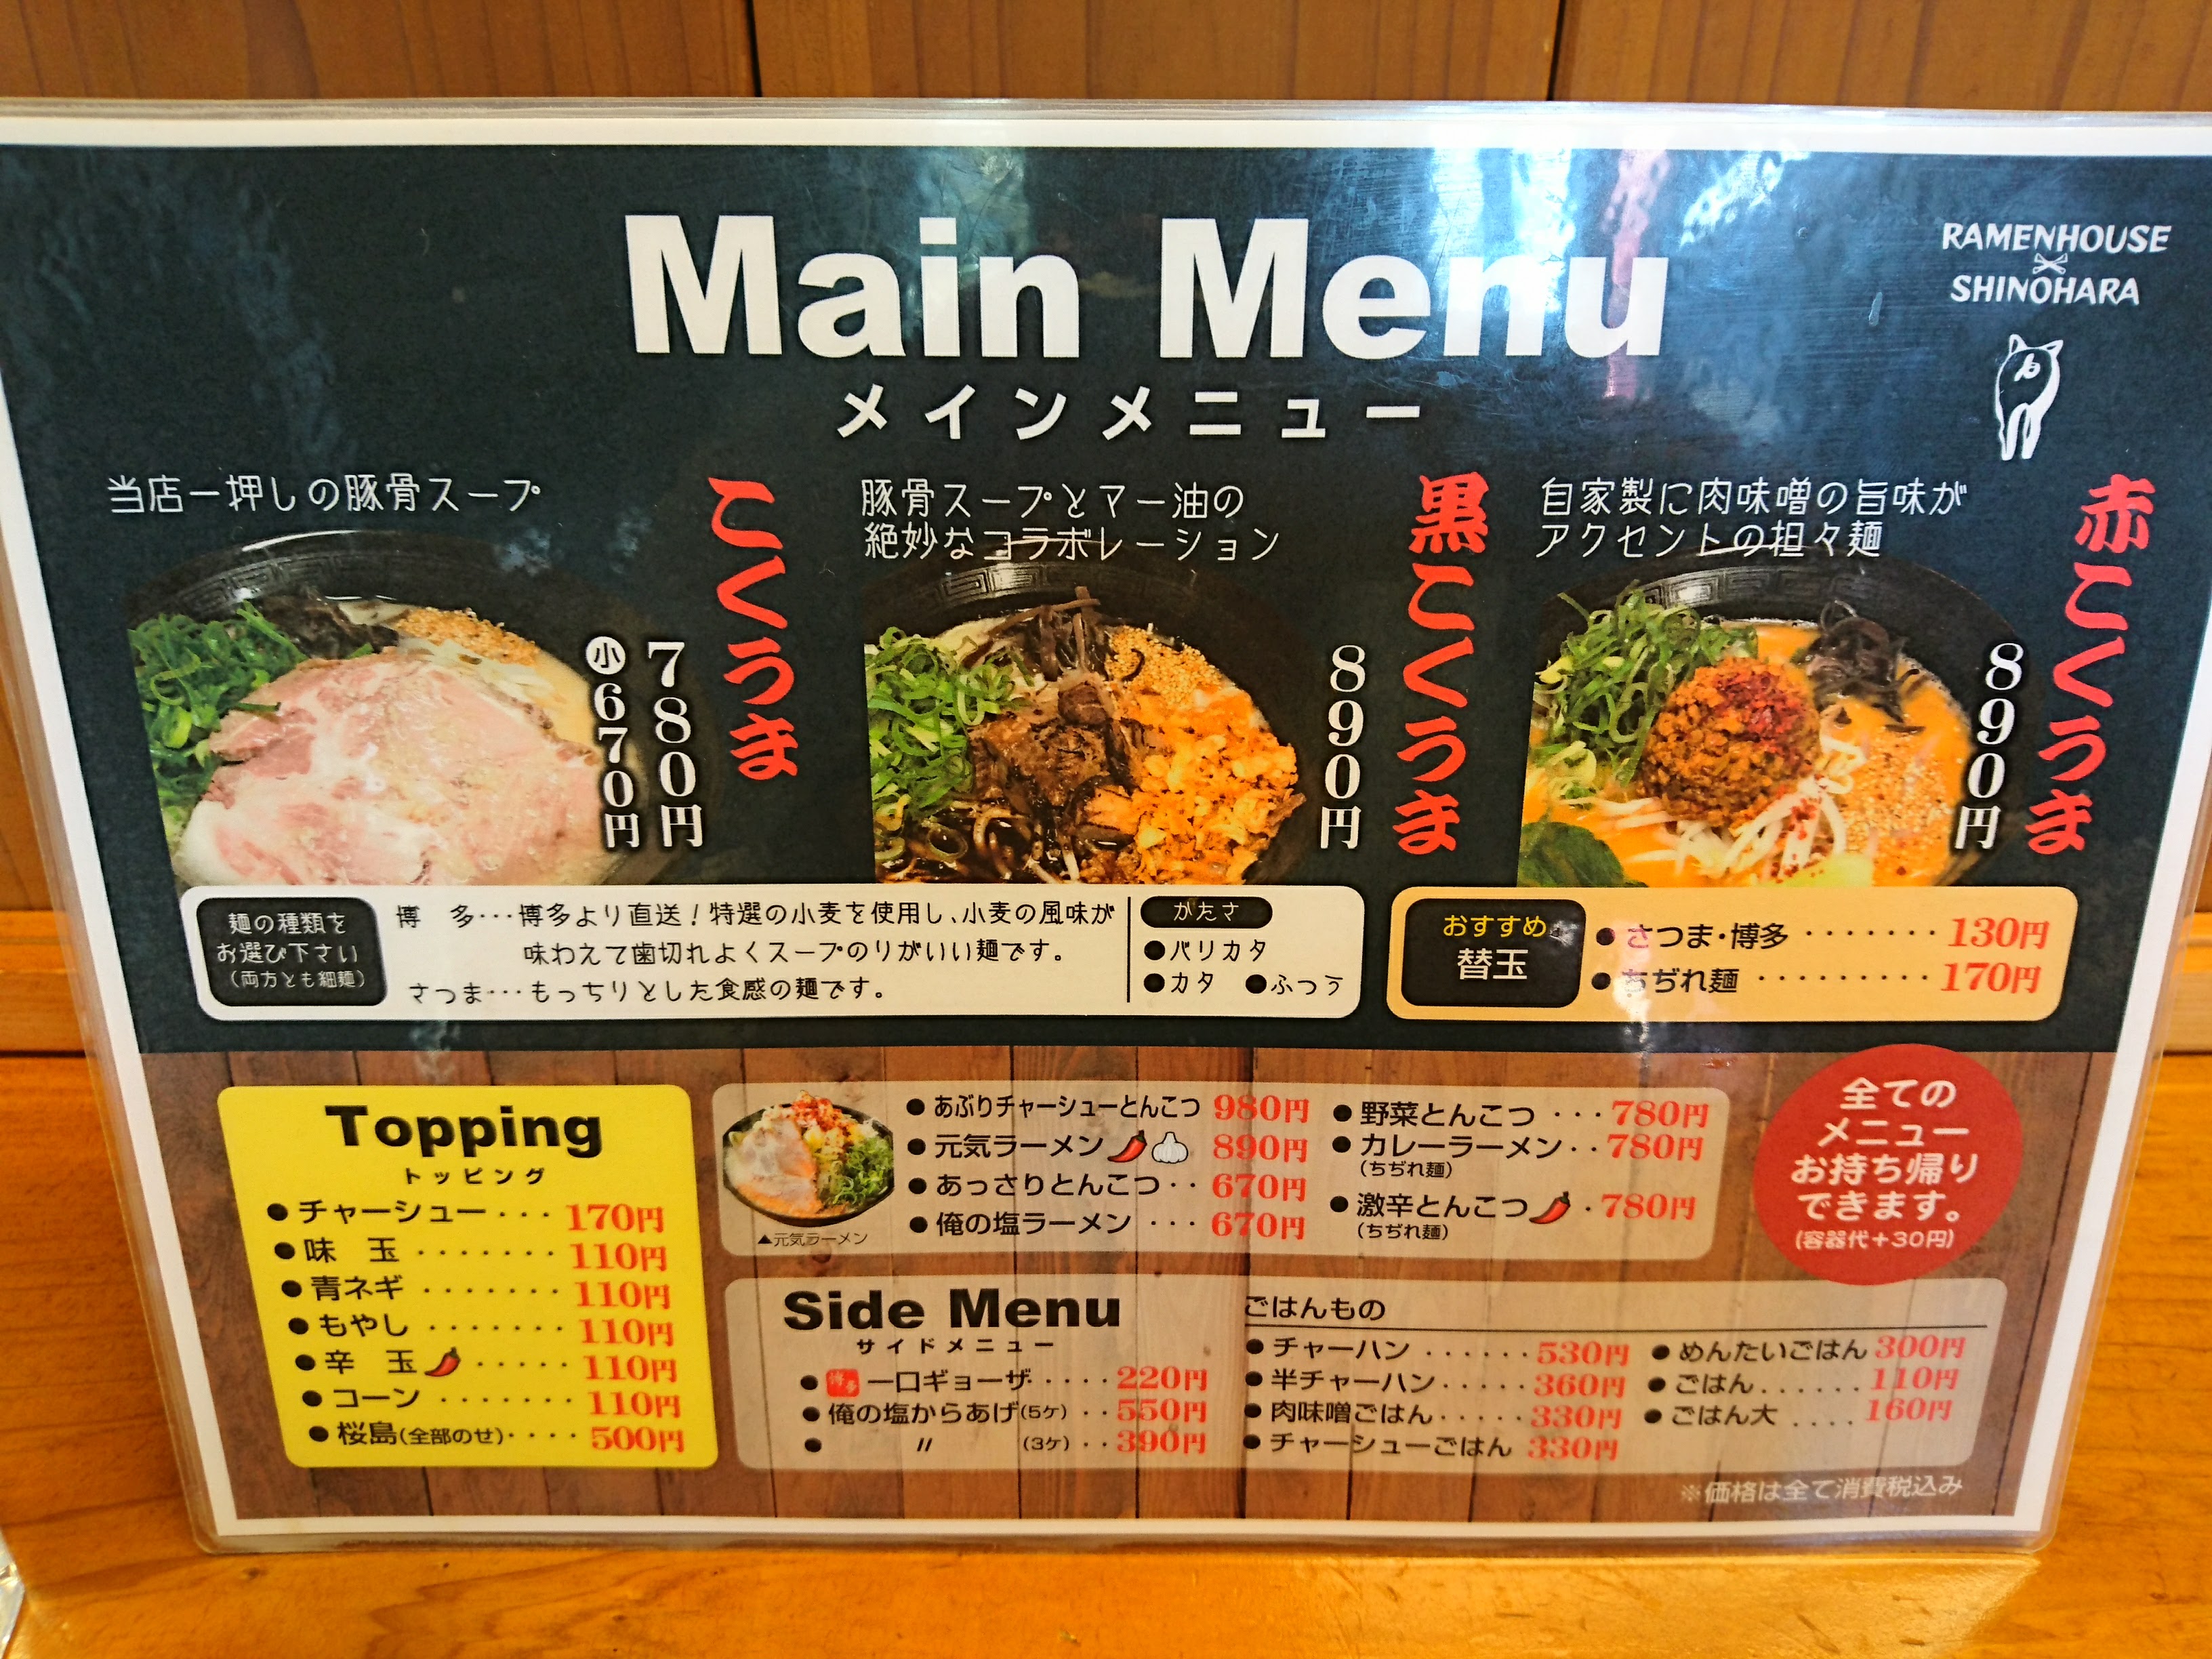 Main Menu
メインメニュー
RAMENHOUSE
SHINOHARA
当店一押しの豚骨スープ
こくうま
780円
小670円
豚骨スープとマー油の
絶妙なコラボレーション
黒こくうま
890円
自家製に肉味噌の旨味が
アクセントの担々麺
赤こくうま
890円
麺の種類を
お選び下さい
(両方とも細麺)
博 多･･･博多より直送!特選の小麦を使用し、小麦の風味が
味わえて歯切れよくスープのりがいい麺です。
さつま･･･もっちりとした食感の麺です。
かたさ
●バリカタ
●カタ ●ふつう
おすすめ
替玉
●さつま・博多 ･･･････ 130円
●ちぢれ麺 ･････････ 170円
Topping
トッピング
●チャーシュー･･･ 170円
●味 玉 ･･･････ 110円
●青ネギ ･･･････ 110円
●もやし ･･･････ 110円
●辛 玉 ･････ 110円
●コーン ･･･････ 110円
●桜島(全部のせ)････ 500円
▲元気ラーメン
●あぶりチャーシューとんこつ 980円
●元気ラーメン 890円
●あっさりとんこつ･･ 670円
●俺の塩ラーメン ･･･ 670円
●野菜とんこつ ･･･780円
●カレーラーメン･･780円
(ちぢれ麺)
●激辛とんこつ ･780円
(ちぢれ麺)
全ての
メニュー
お持ち帰り
できます。
(容器代+30円)
Side Menu
サイドメニュー
●博多 一口ギョーザ･････ 220円
●俺の塩からあげ(5ケ) ･･550円
● 〃 (3ケ) ･･390円
ごはんもの
●チャーハン ･･････530円
●半チャーハン･････ 360円
●肉味噌ごはん･････ 330円
●チャーシューごはん 330円
●めんたいごはん 300円
●ごはん......110円
●ごはん大 ....160円
※価格は全て消費税込み